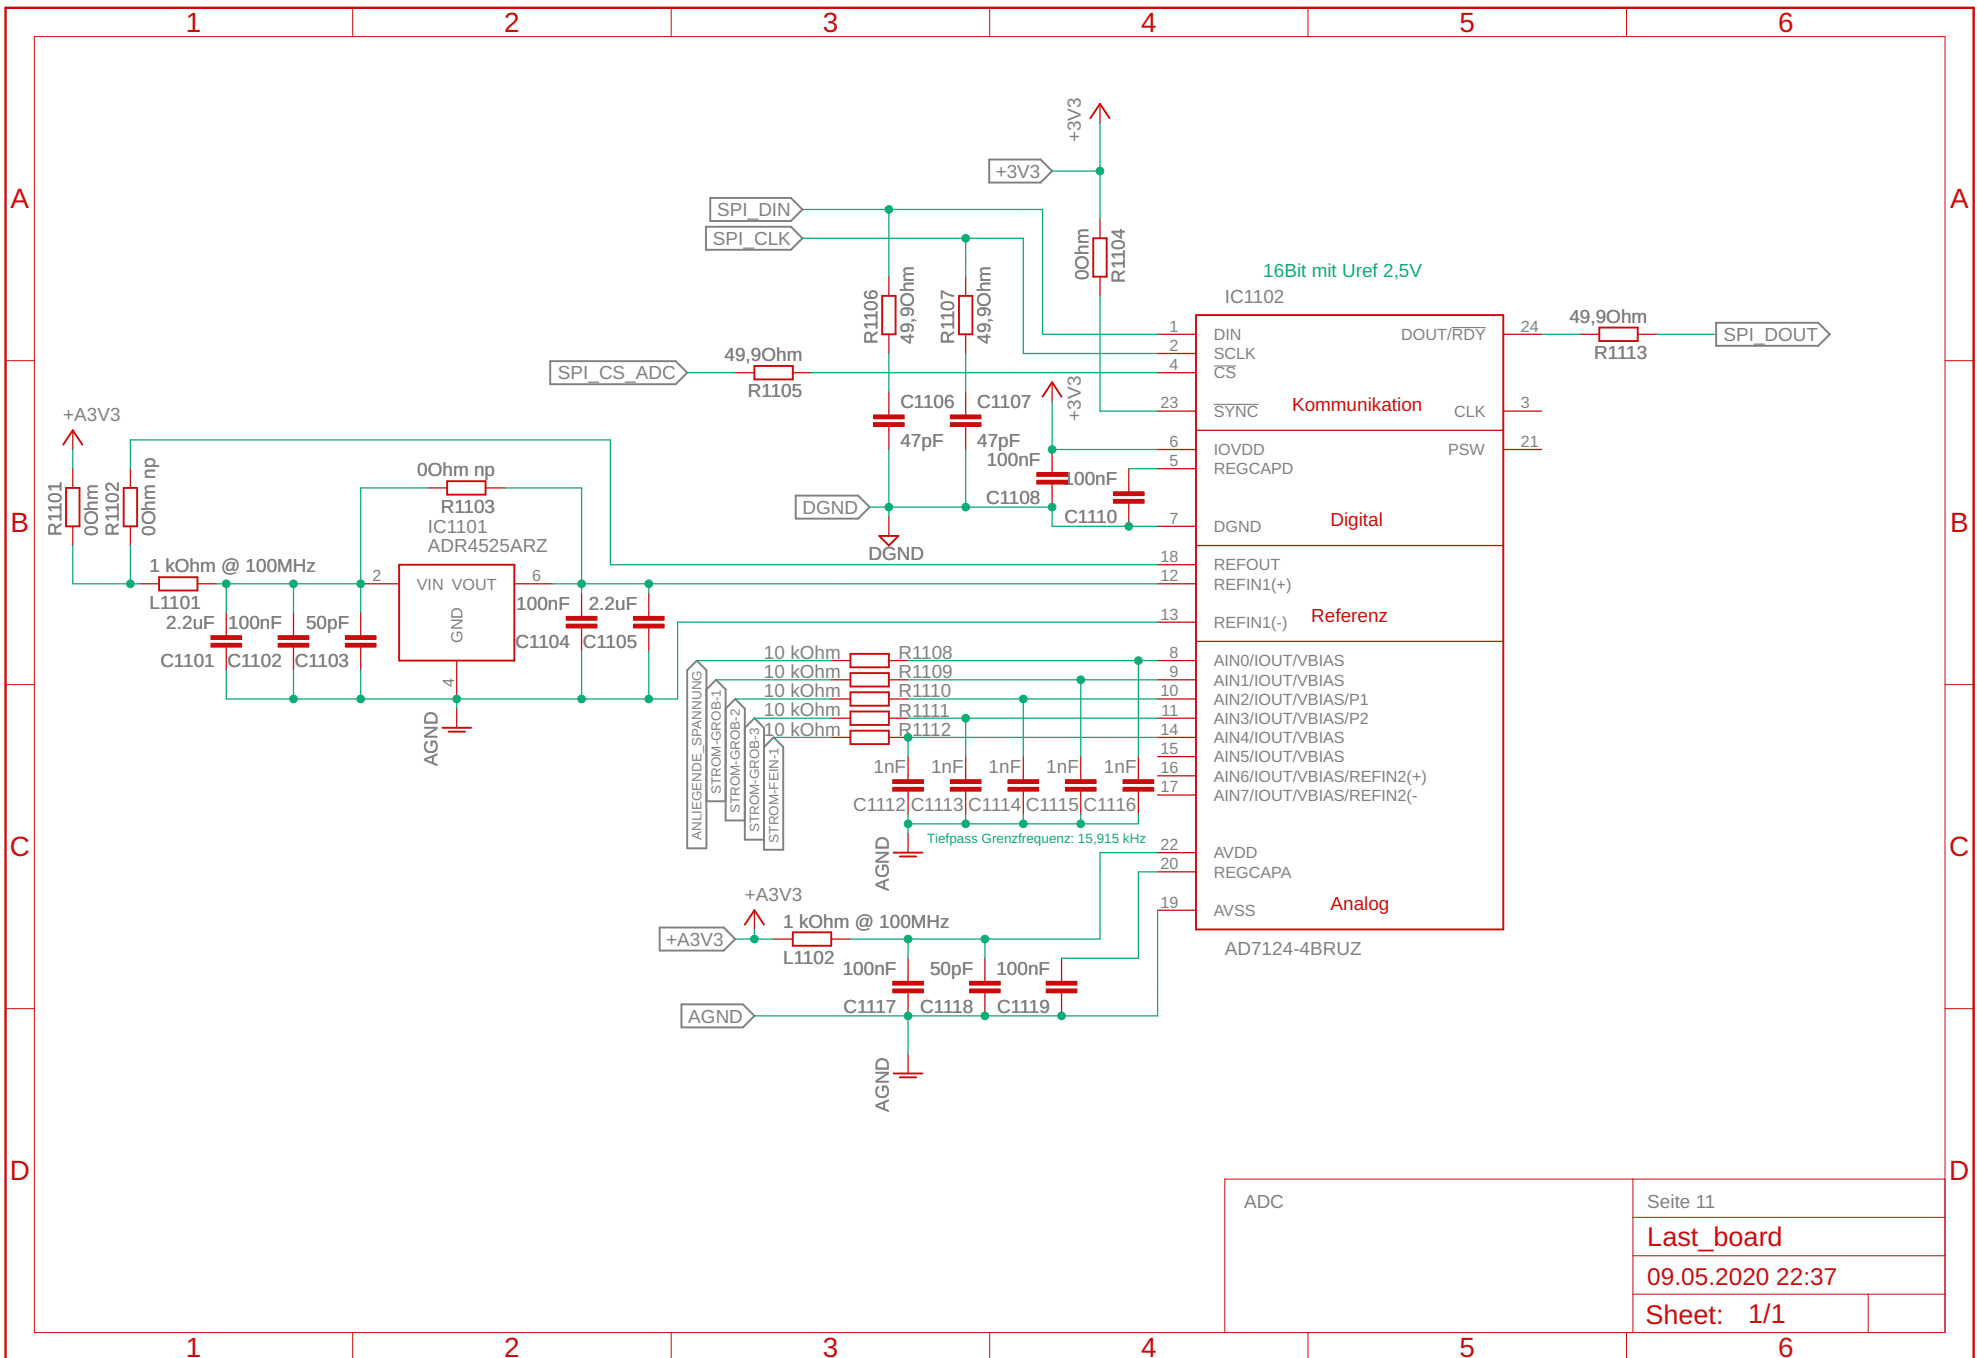 1 2 3 4 5 6
A A
B B
C C
D D
+3V3
+3V3
SPI_DIN
SPI_CLK
0Ohm
R1104
16Bit mit Uref 2,5V
IC1102
R1106
49,9Ohm
R1107
49,9Ohm
SPI_CS_ADC
49,9Ohm
R1105
1 DIN
2 SCLK
4 CS
23 SYNC
Kommunikation
DOUT/RDY 24
CLK 3
49,9Ohm
R1113
SPI_DOUT
C1106
47pF
C1107
47pF
+3V3
100nF
C1108
100nF
C1110
6 IOVDD
5 REGCAPD
7 DGND
PSW 21
Digital
DGND
DGND
+A3V3
R1101
0Ohm
R1102
0Ohm np
0Ohm np
R1103
IC1101
ADR4525ARZ
1 kOhm @ 100MHz
L1101
2 VIN VOUT 6
GND
4
2.2uF
C1101
100nF
C1102
50pF
C1103
100nF
C1104
2.2uF
C1105
AGND
18 REFOUT
12 REFIN1(+)
13 REFIN1(-)
Referenz
10 kOhm R1108
10 kOhm R1109
10 kOhm R1110
10 kOhm R1111
10 kOhm R1112
ANLIEGENDE_SPANNUNG
STROM-GROB-1
STROM-GROB-2
STROM-GROB-3
STROM-FEIN-1
8 AIN0/IOUT/VBIAS
9 AIN1/IOUT/VBIAS
10 AIN2/IOUT/VBIAS/P1
11 AIN3/IOUT/VBIAS/P2
14 AIN4/IOUT/VBIAS
15 AIN5/IOUT/VBIAS
16 AIN6/IOUT/VBIAS/REFIN2(+)
17 AIN7/IOUT/VBIAS/REFIN2(-
1nF 1nF 1nF 1nF 1nF
C1112 C1113 C1114 C1115 C1116
Tiefpass Grenzfrequenz: 15,915 kHz
AGND
22 AVDD
20 REGCAPA
19 AVSS
Analog
AD7124-4BRUZ
+A3V3
+A3V3
1 kOhm @ 100MHz
L1102
100nF 50pF 100nF
C1117 C1118 C1119
AGND
AGND
ADC
Seite 11
Last_board
09.05.2020 22:37
Sheet: 1/1
1 2 3 4 5 6